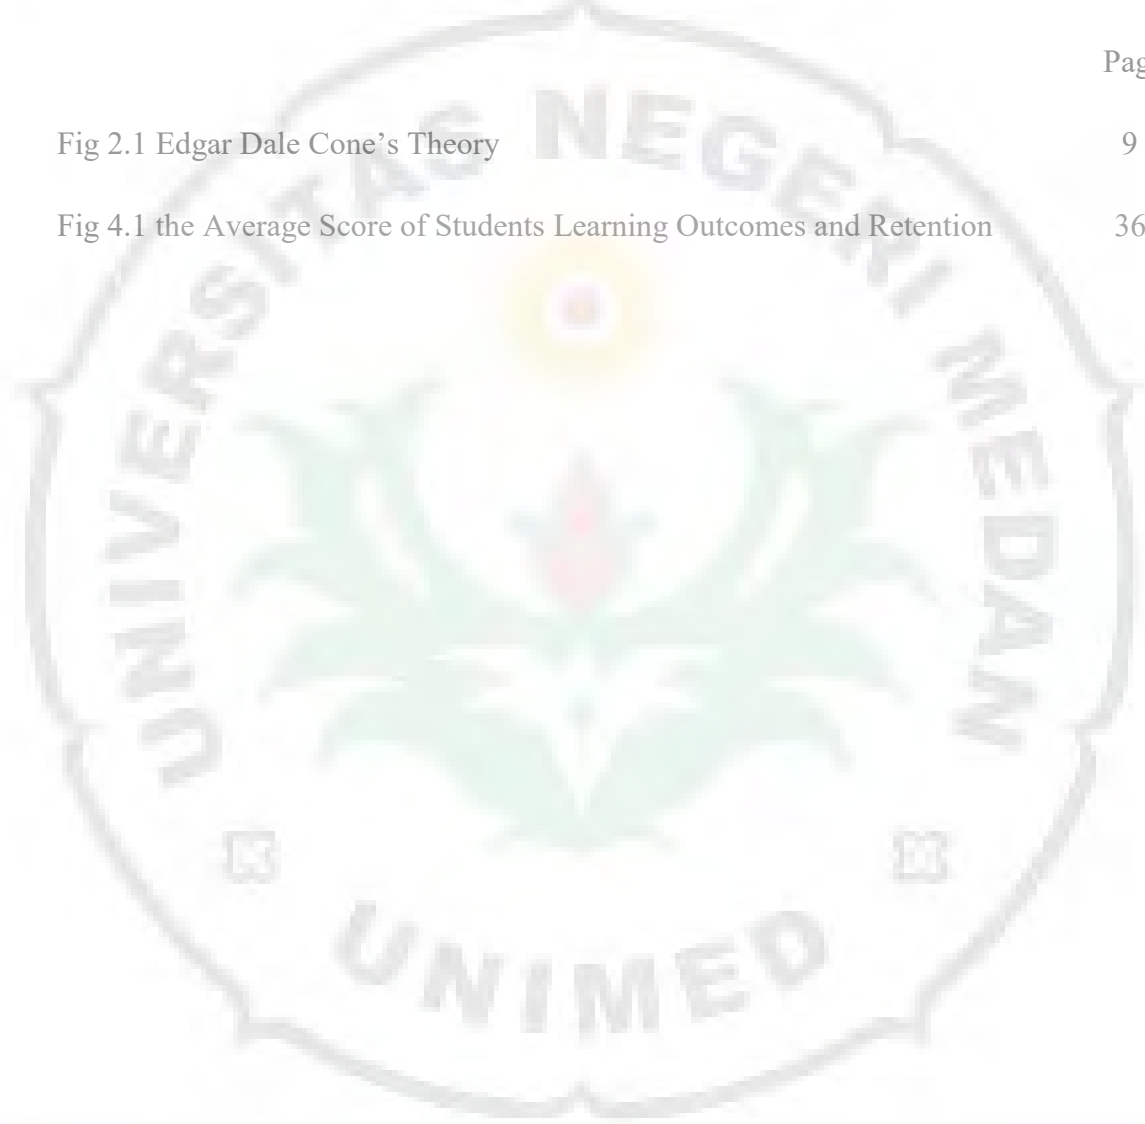 Pag
Fig 2.1 Edgar Dale Cone’s Theory 9
Fig 4.1 the Average Score of Students Learning Outcomes and Retention 36
UNIVERSITAS NEGERI MEDAN
UNIMED